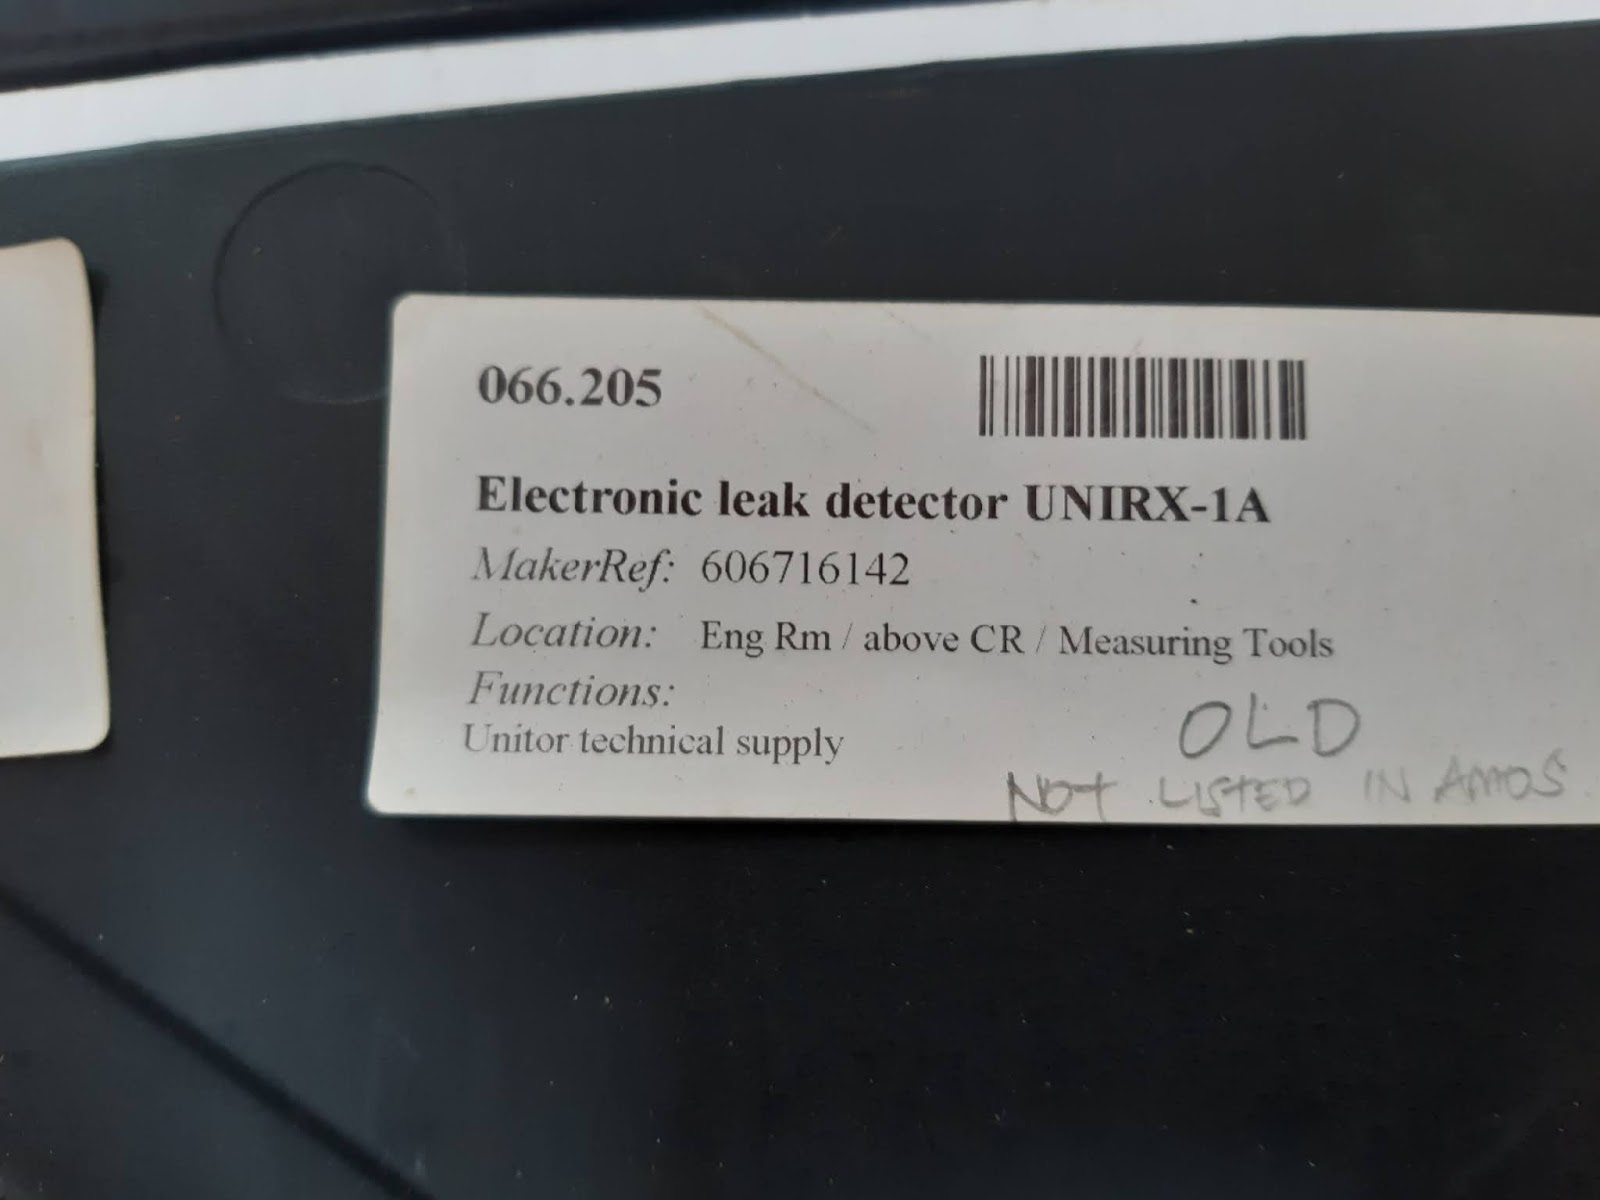 066.205
Electronic leak detector UNIRX-1A
MakerRef: 606716142
Location: Eng Rm / above CR / Measuring Tools
Functions:
Unitor technical supply
OLD
NOT LISTED IN AMOS